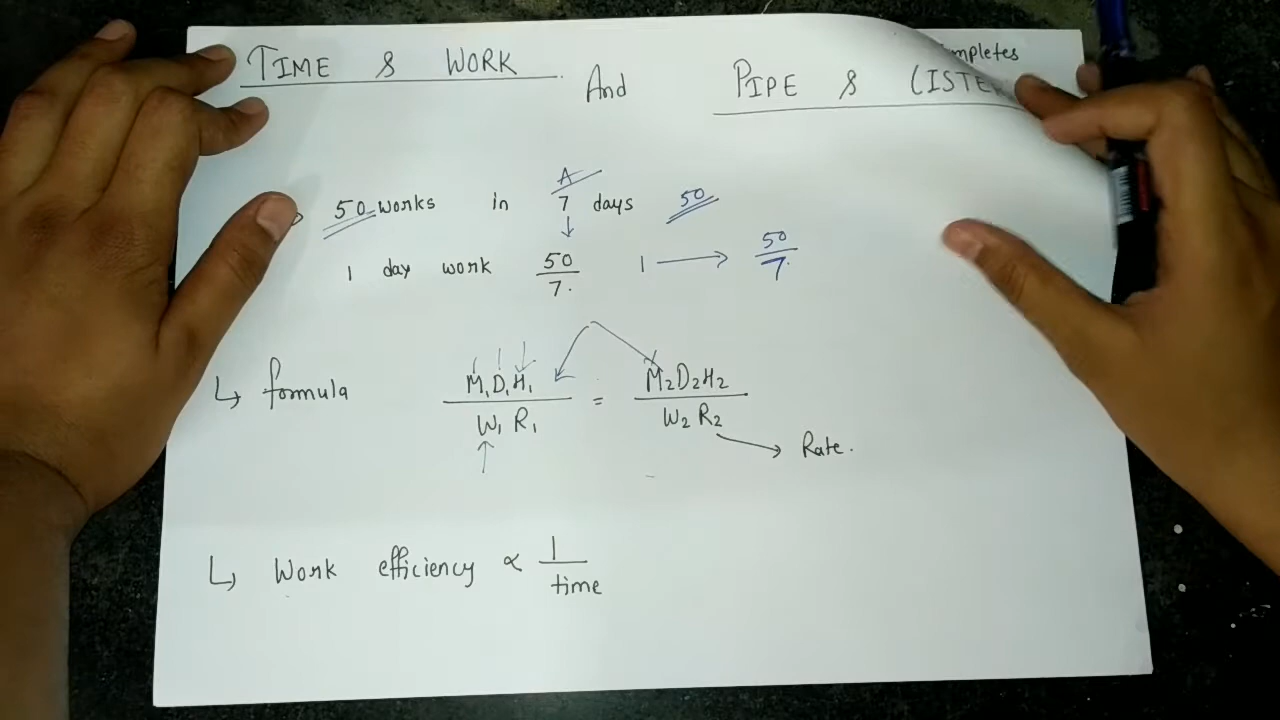 TIME & WORK And PIPE &
mpletes
A
50 works in 7 days 50
1 day work 50/7. 1 → 50/7.
↳ formula M₁D₁H₁/W₁R₁ = M₂D₂H₂/W₂R₂
→ Rate.
↳ Work efficiency ∝ 1/time